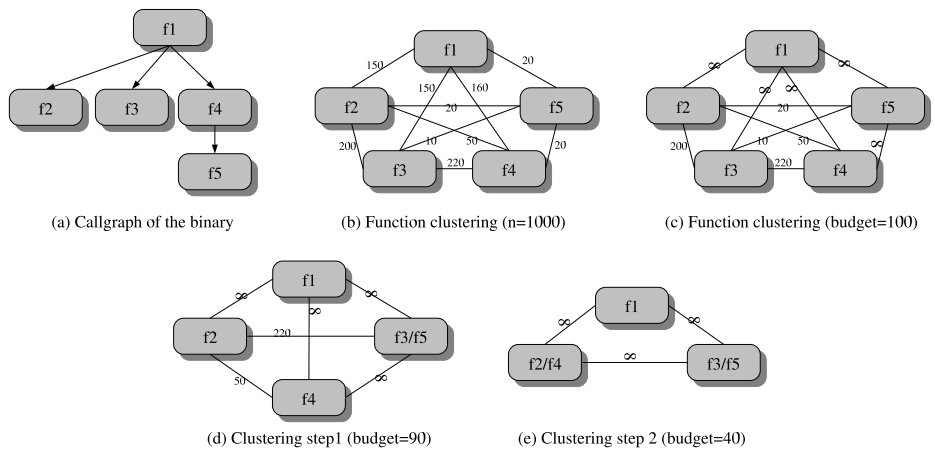 f1
f2
f3
f4
f5
(a) Callgraph of the binary
f1
150
20
150
160
f2
20
f5
200
10
50
20
f3
220
f4
(b) Function clustering (n=1000)
f1
∞
∞
∞
∞
f2
20
f5
200
10
50
∞
f3
220
f4
(c) Function clustering (budget=100)
f1
∞
∞
∞
f2
220
f3/f5
50
∞
f4
(d) Clustering step1 (budget=90)
f1
∞
∞
f2/f4
∞
f3/f5
(e) Clustering step 2 (budget=40)